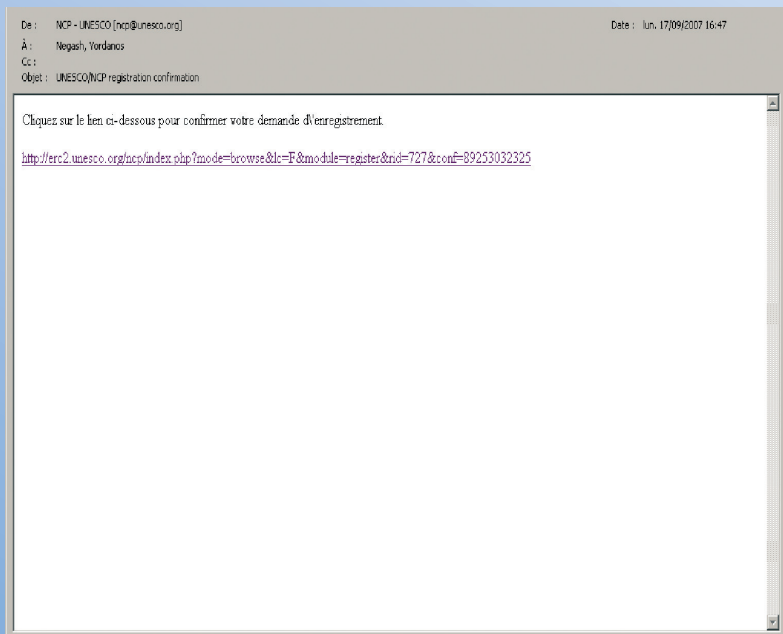 De : NCP - UNESCO [ncp@unesco.org] Date : lun. 17/09/2007 16:47
À : Negash, Yordanos
Cc :
Objet : UNESCO/NCP registration confirmation
Cliquez sur le lien ci-dessous pour confirmer votre demande d\'enregistrement.
http://erc2.unesco.org/ncp/index.php?mode=browse&lc=F&module=register&rid=727&conf=89253032325